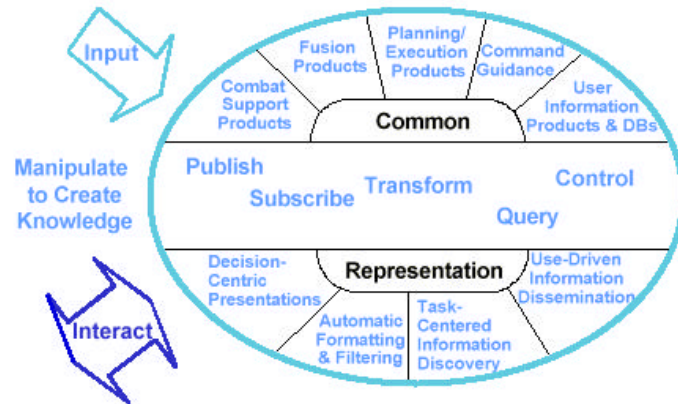 Input
Combat
Support
Products
Fusion
Products
Planning/
Execution
Products
Command
Guidance
User
Information
Products & DBs
Common
Manipulate
to Create
Knowledge
Publish
Subscribe
Transform
Query
Control
Interact
Decision-
Centric
Presentations
Representation
Automatic
Formatting
& Filtering
Task-
Centered
Information
Discovery
Use-Driven
Information
Dissemination